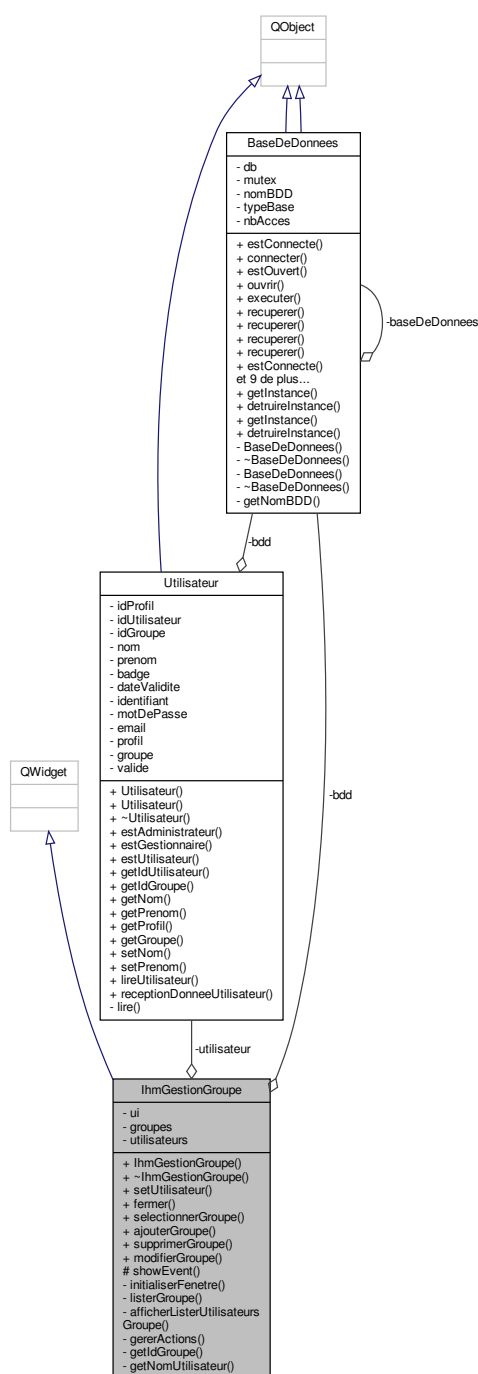 QObject
BaseDeDonnees
- db
- mutex
- nomBDD
- typeBase
- nbAcces
+ estConnecte()
+ connecter()
+ estOuvert()
+ ouvrir()
+ executer()
+ recuperer()
+ recuperer()
+ recuperer()
+ recuperer()
+ estConnecte()
et 9 de plus...
+ getInstance()
+ detruireInstance()
+ getInstance()
+ detruireInstance()
- BaseDeDonnees()
- ~BaseDeDonnees()
- BaseDeDonnees()
- ~BaseDeDonnees()
- getNomBDD()
-baseDeDonnees
-bdd
Utilisateur
- idProfil
- idUtilisateur
- idGroupe
- nom
- prenom
- badge
- dateValidite
- identifiant
- motDePasse
- email
- profil
- groupe
- valide
+ Utilisateur()
+ Utilisateur()
+ ~Utilisateur()
+ estAdministrateur()
+ estGestionnaire()
+ estUtilisateur()
+ getIdUtilisateur()
+ getIdGroupe()
+ getNom()
+ getPrenom()
+ getProfil()
+ getGroupe()
+ setNom()
+ setPrenom()
+ lireUtilisateur()
+ receptionDonneeUtilisateur()
- lire()
QWidget
-bdd
-utilisateur
IhmGestionGroupe
- ui
- groupes
- utilisateurs
+ IhmGestionGroupe()
+ ~IhmGestionGroupe()
+ setUtilisateur()
+ fermer()
+ selectionnerGroupe()
+ ajouterGroupe()
+ supprimerGroupe()
+ modifierGroupe()
# showEvent()
- initialiserFenetre()
- listerGroupe()
- afficherListerUtilisateurs
Groupe()
- gererActions()
- getIdGroupe()
- getNomUtilisateur()